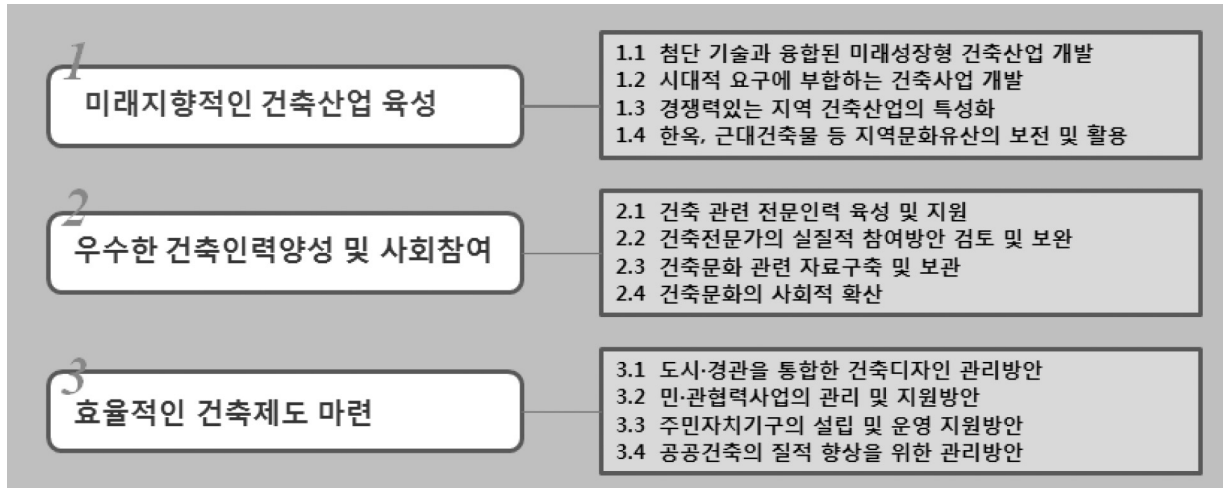 1
미래지향적인 건축산업 육성
1.1 첨단 기술과 융합된 미래성장형 건축산업 개발
1.2 시대적 요구에 부합하는 건축사업 개발
1.3 경쟁력있는 지역 건축산업의 특성화
1.4 한옥, 근대건축물 등 지역문화유산의 보전 및 활용
2
우수한 건축인력양성 및 사회참여
2.1 건축 관련 전문인력 육성 및 지원
2.2 건축전문가의 실질적 참여방안 검토 및 보완
2.3 건축문화 관련 자료구축 및 보관
2.4 건축문화의 사회적 확산
3
효율적인 건축제도 마련
3.1 도시·경관을 통합한 건축디자인 관리방안
3.2 민·관협력사업의 관리 및 지원방안
3.3 주민자치기구의 설립 및 운영 지원방안
3.4 공공건축의 질적 향상을 위한 관리방안